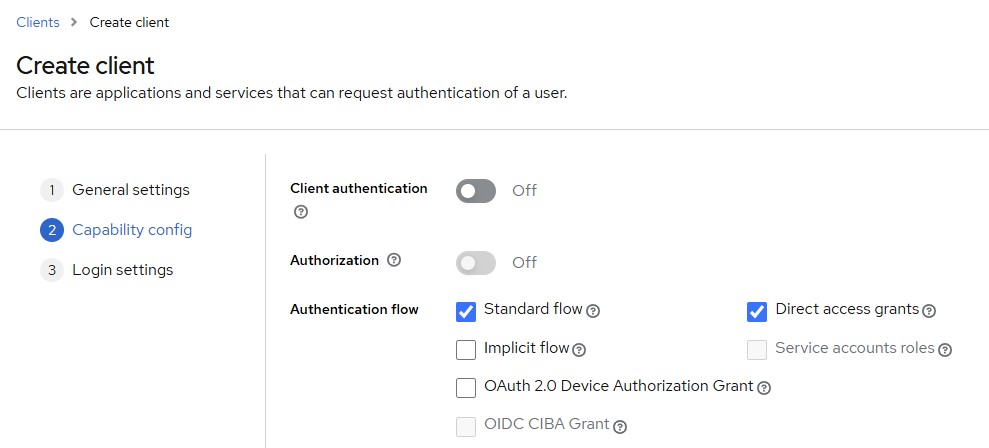 Clients > Create client
Create client
Clients are applications and services that can request authentication of a user.
1 General settings
2 Capability config
3 Login settings
Client authentication Off
Authorization Off
Authentication flow Standard flow Direct access grants
Implicit flow Service accounts roles
OAuth 2.0 Device Authorization Grant
OIDC CIBA Grant